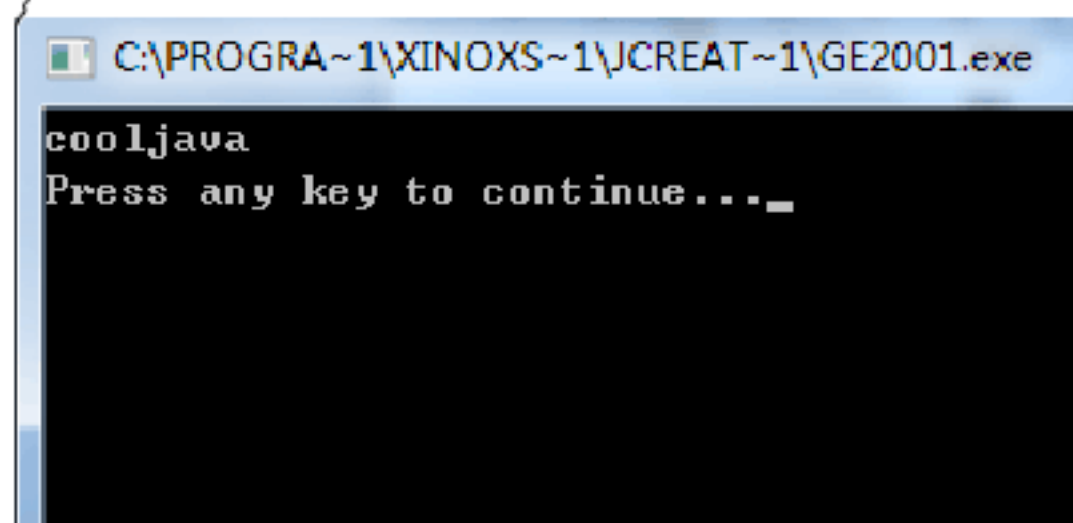 C:\PROGRA~1\XINOXS~1\JCREAT~1\GE2001.exe
cooljava
Press any key to continue..._